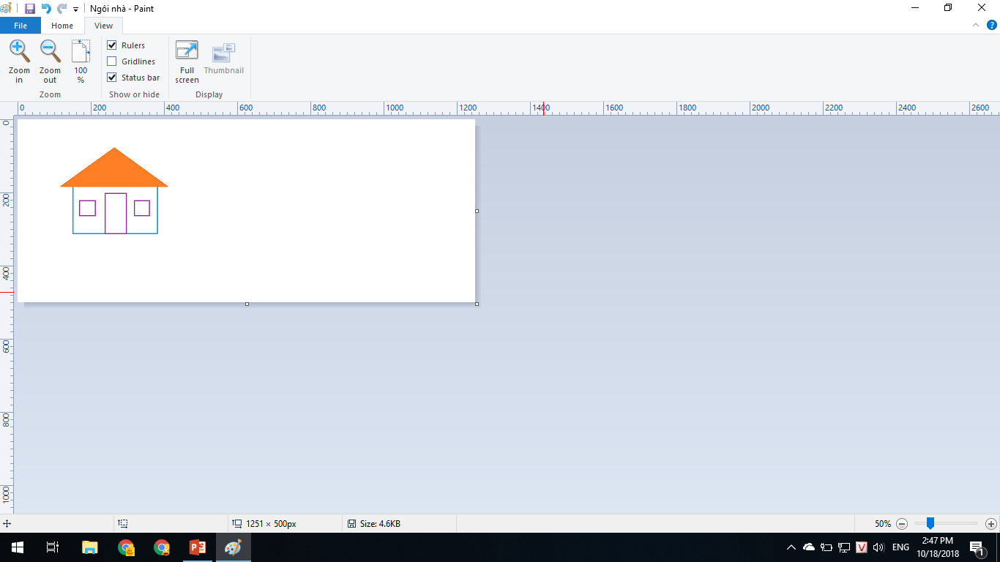 Ngôi nhà - Paint
File Home View
Zoom in
Zoom out
100 %
Rulers
Gridlines
Status bar
Full screen
Thumbnail
Zoom
Show or hide
Display
0 200 400 600 800 1000 1200 1400 1600 1800 2000 2200 2400 2600
0
200
400
600
800
1000
1251 × 500px
Size: 4.6KB
50%
V
ENG
2:47 PM
10/18/2018
1